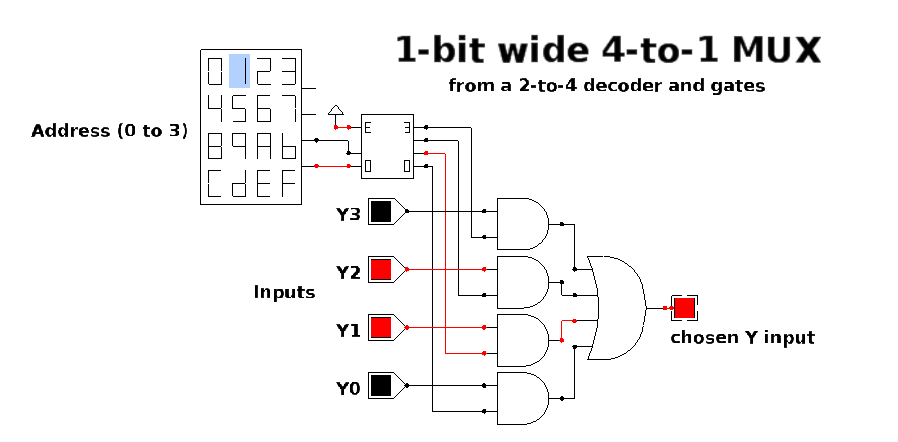 1-bit wide 4-to-1 MUX
from a 2-to-4 decoder and gates
0 1 2 3
4 5 6 7
8 9 A b
C d E F
Address (0 to 3)
E 3
0 0
Y3
Y2
Inputs
Y1
chosen Y input
Y0